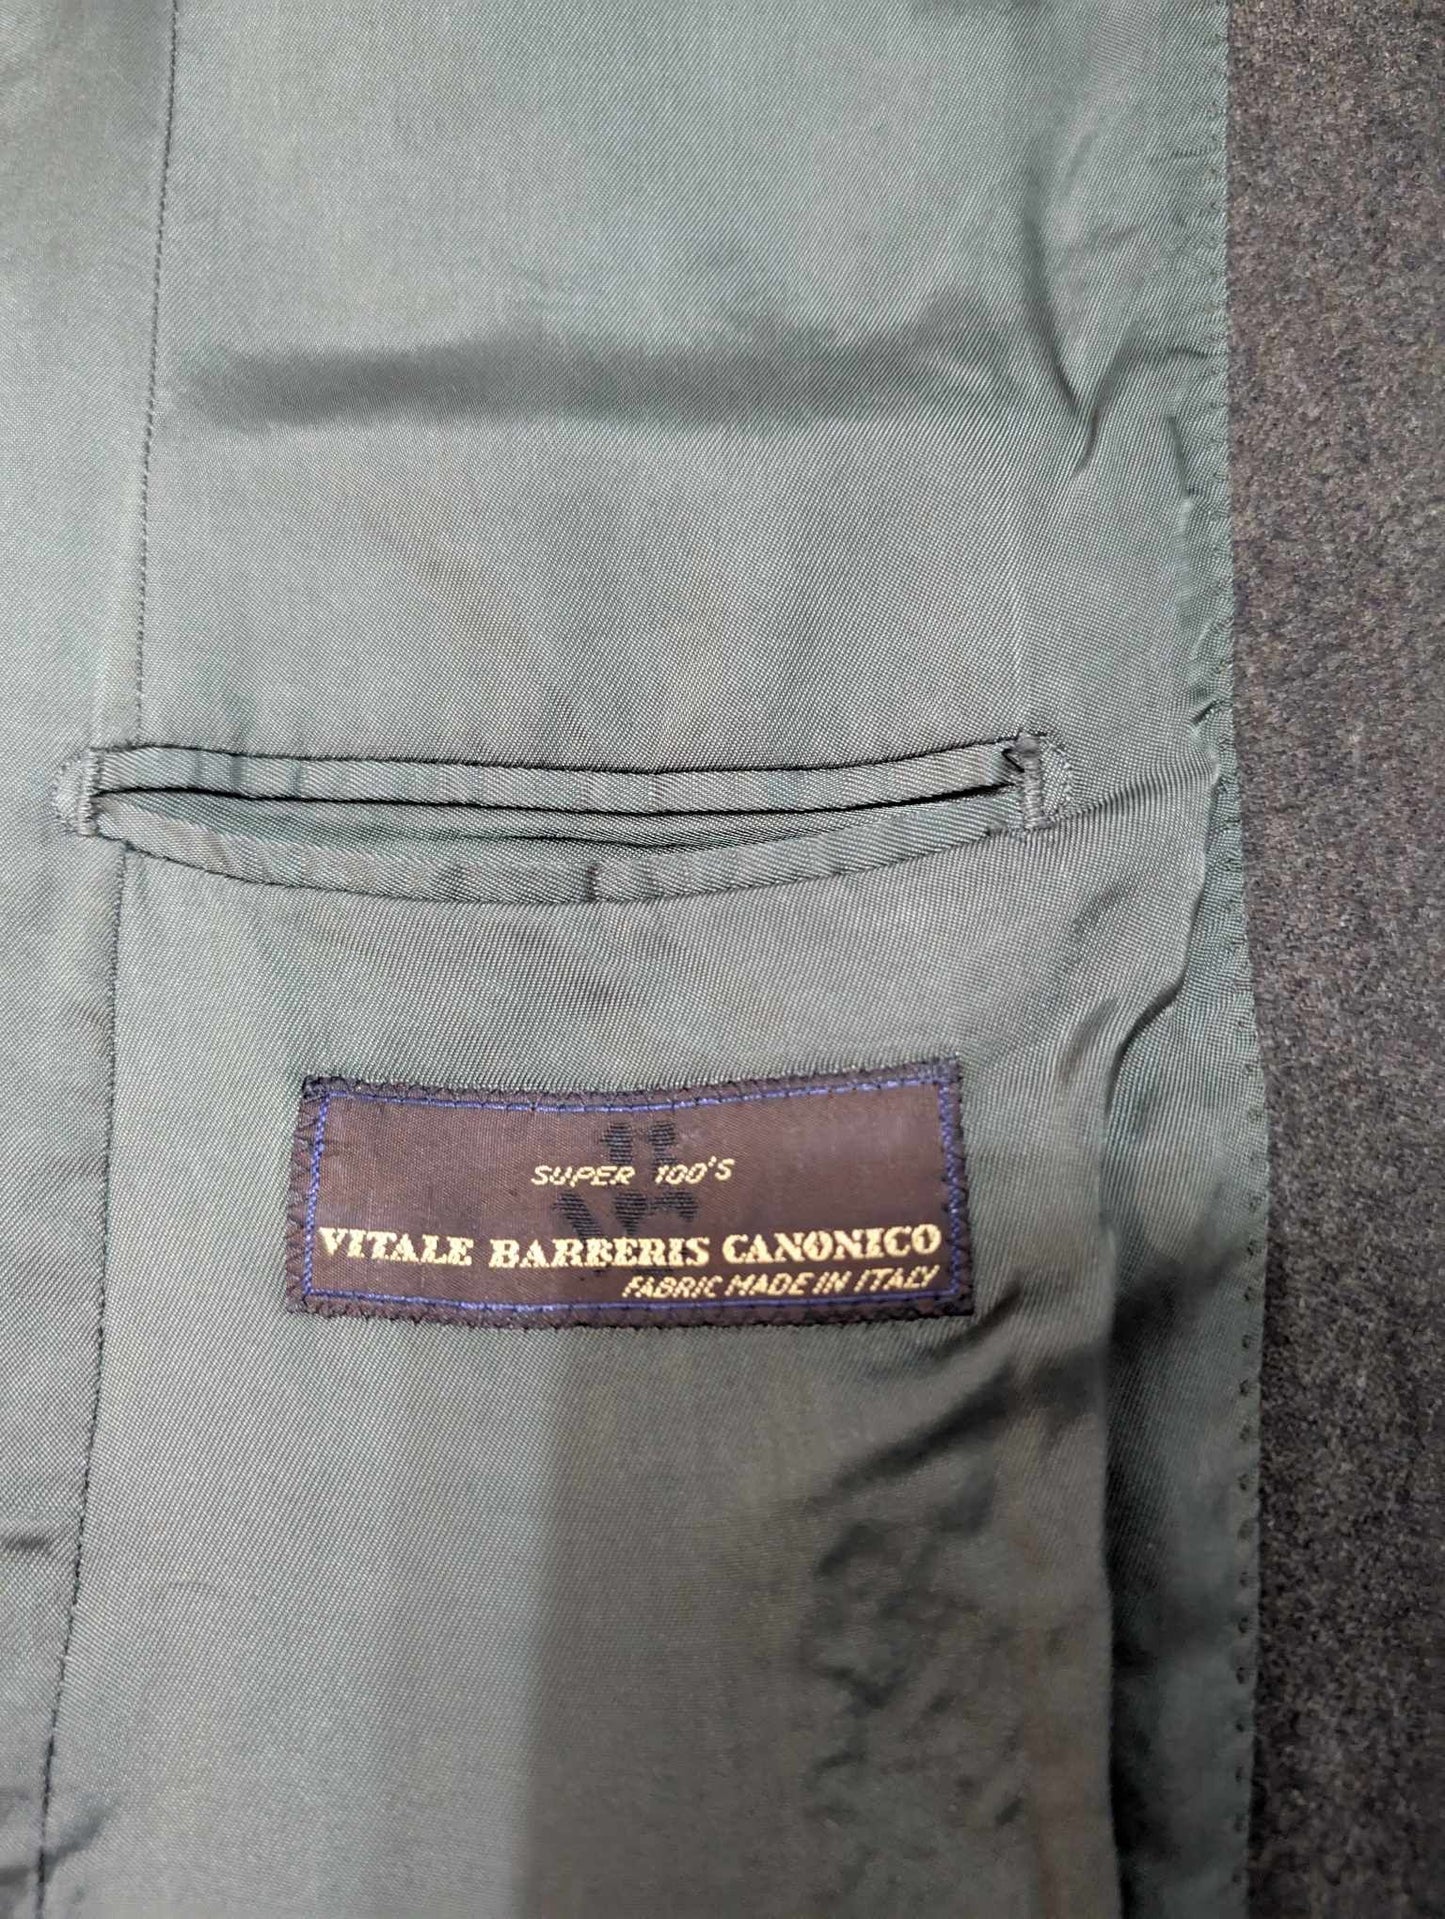 SUPER 100'S
VITALE BARBERIS CANONICO
FABRIC MADE IN ITALY